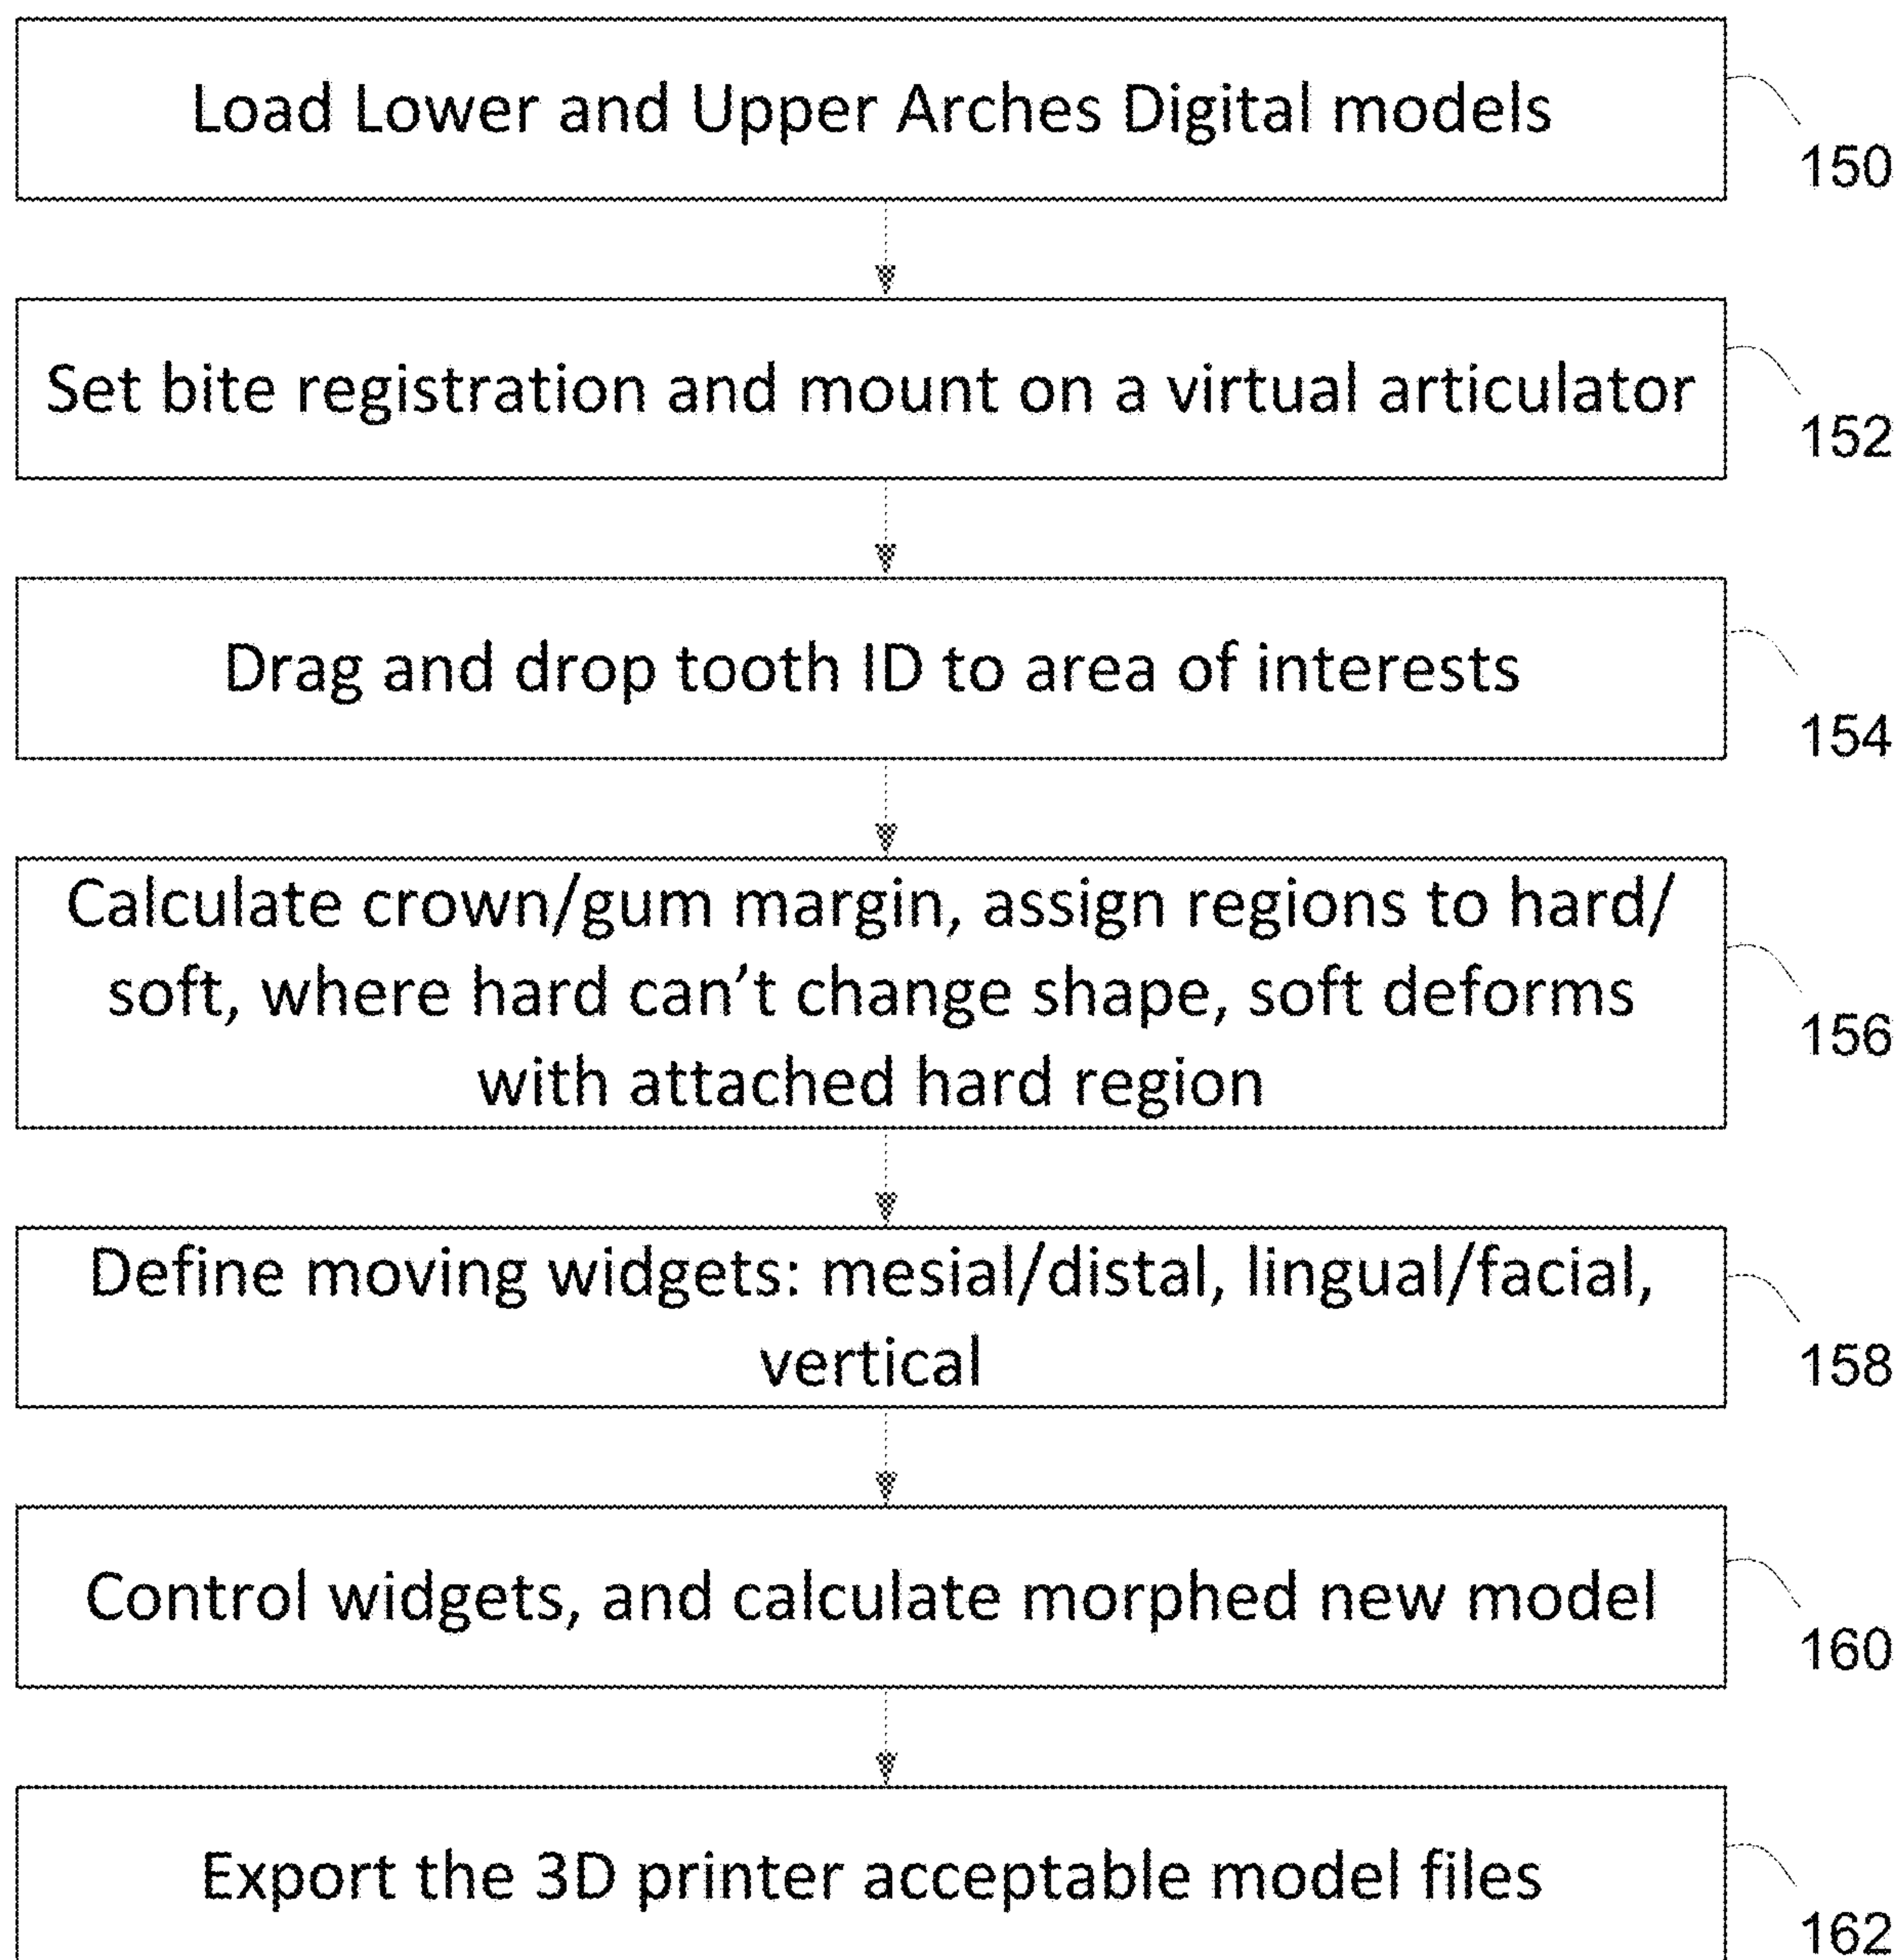 Load Lower and Upper Arches Digital models
150
Set bite registration and mount on a virtual articulator
152
Drag and drop tooth ID to area of interests
154
Calculate crown/gum margin, assign regions to hard/
soft, where hard can’t change shape, soft deforms
with attached hard region
156
Define moving widgets: mesial/distal, lingual/facial,
vertical
158
Control widgets, and calculate morphed new model
160
Export the 3D printer acceptable model files
162